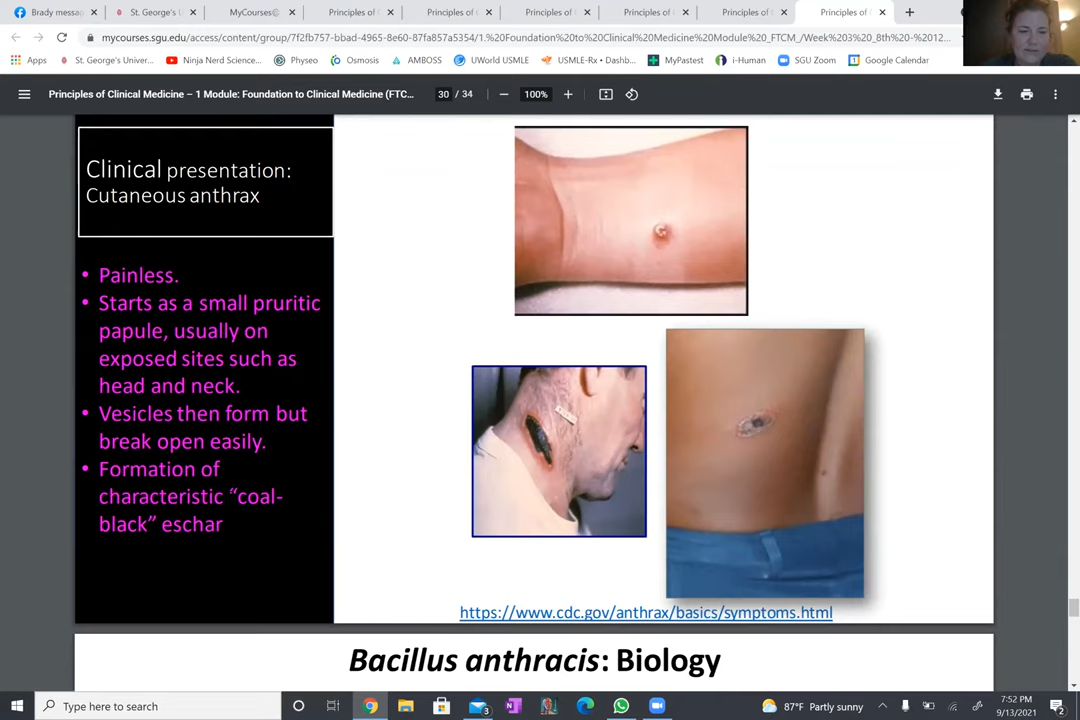 Brady messag
St. George's U
MyCourses@
Principles of
Principles of
Principles of
Principles of
Principles of
Principles of
mycourses.sgu.edu/access/content/group/7f2fb757-bbad-4965-8e60-87fa857a5354/1.%20Foundation%20to%20Clinical%20Medicine%20Module%20_FTCM_/Week%203%20_8th%20-%2012...
Apps
St. George's Univer...
Ninja Nerd Science...
Physeo
Osmosis
AMBOSS
UWorld USMLE
USMLE-Rx • Dashb...
MyPastest
i-Human
SGU Zoom
Google Calendar
Principles of Clinical Medicine – 1 Module: Foundation to Clinical Medicine (FTC...
30 / 34
100%
Clinical presentation:
Cutaneous anthrax
• Painless.
• Starts as a small pruritic
papule, usually on
exposed sites such as
head and neck.
• Vesicles then form but
break open easily.
• Formation of
characteristic “coal-
black” eschar
https://www.cdc.gov/anthrax/basics/symptoms.html
Bacillus anthracis: Biology
Type here to search
3
87°F Partly sunny
7:52 PM
9/13/2021
2